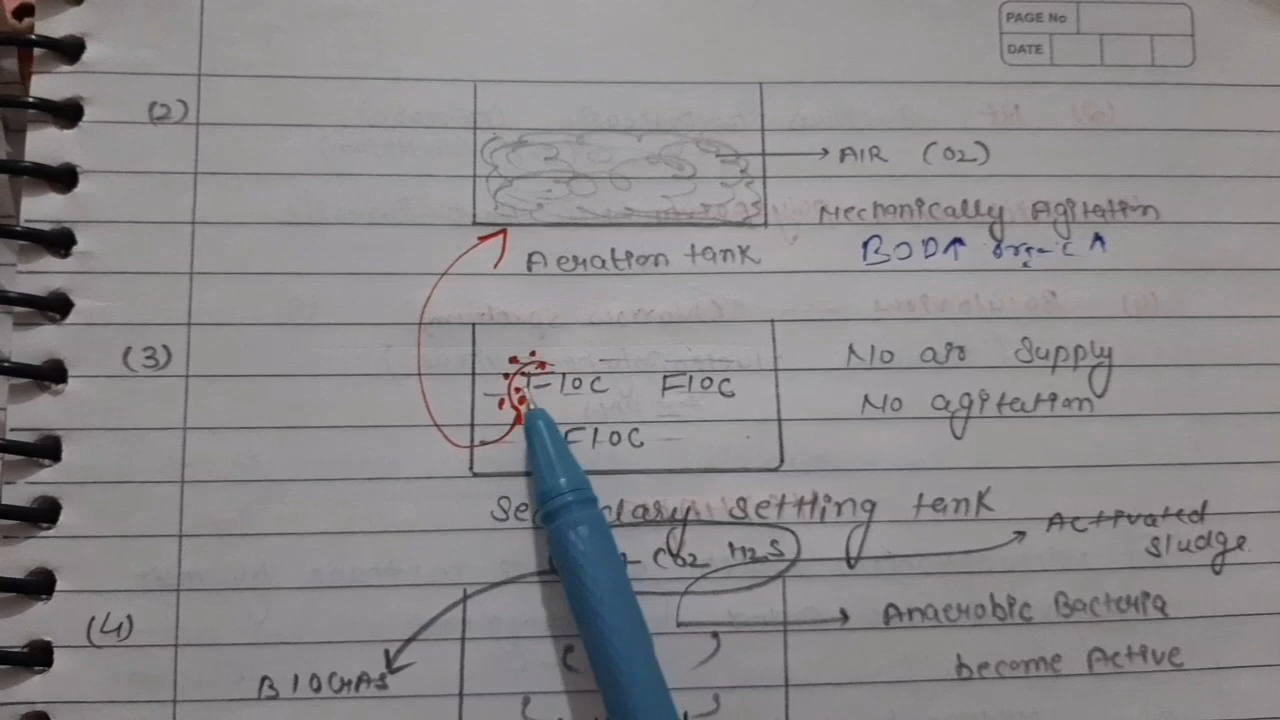 PAGE No
DATE
(2)
AIR (O2)
Mechanically Agitation
Aeration tank
BOD↑
(3)
Floc Floc
Floc
No air Supply
No agitation
settling tank
Activated
sludge
CO2 H2S
(4)
Anaerobic Bacteria
become Active
BIOGAS